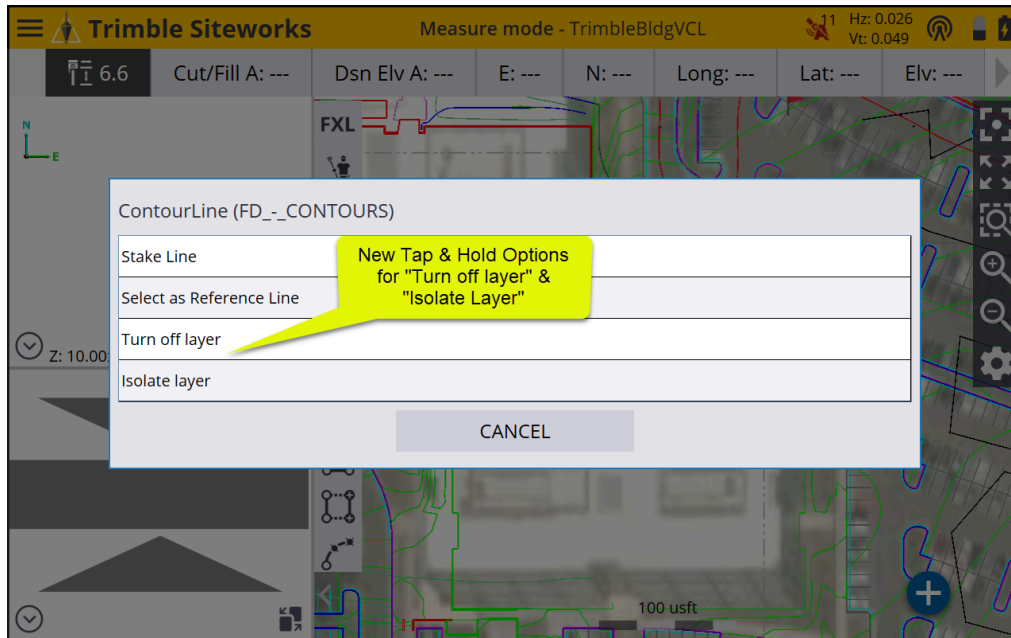 Trimble Siteworks
Measure mode - TrimbleBldgVCL
11
Hz: 0.026
Vt: 0.049
6.6
Cut/Fill A: ---
Dsn Elv A: ---
E: ---
N: ---
Long: ---
Lat: ---
Elv: ---
N
E
FXL
ContourLine (FD_-_CONTOURS)
Stake Line
Select as Reference Line
Turn off layer
Isolate layer
New Tap & Hold Options
for "Turn off layer" &
"Isolate Layer"
CANCEL
Z: 10.00
100 usft